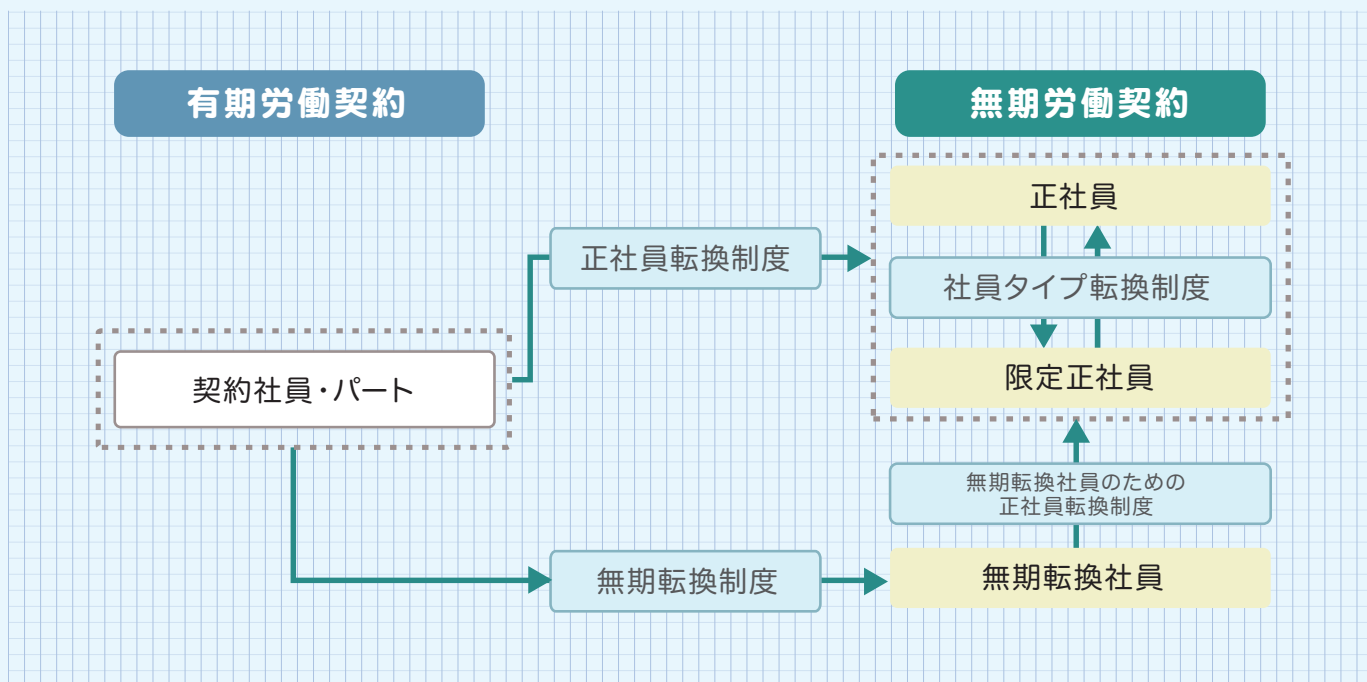 有期労働契約
無期労働契約
正社員
正社員転換制度
社員タイプ転換制度
契約社員・パート
限定正社員
無期転換社員のための
正社員転換制度
無期転換制度
無期転換社員